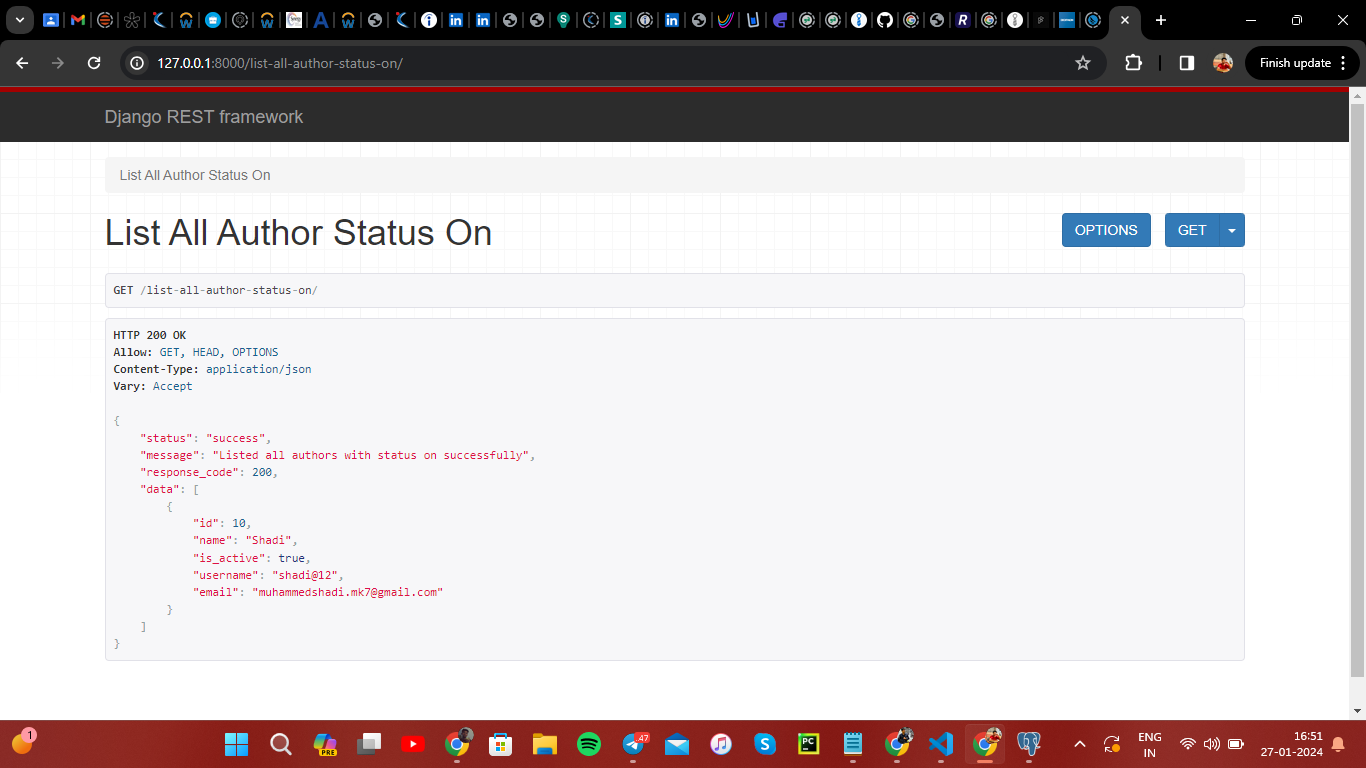 127.0.0.1:8000/list-all-author-status-on/
Finish update
Django REST framework
List All Author Status On
List All Author Status On
OPTIONS
GET
GET /list-all-author-status-on/
HTTP 200 OK
Allow: GET, HEAD, OPTIONS
Content-Type: application/json
Vary: Accept
{
"status": "success",
"message": "Listed all authors with status on successfully",
"response_code": 200,
"data": [
{
"id": 10,
"name": "Shadi",
"is_active": true,
"username": "shadi@12",
"email": "muhammedshadi.mk7@gmail.com"
}
]
}
1
PRE
47
PC
ENG
IN
16:51
27-01-2024